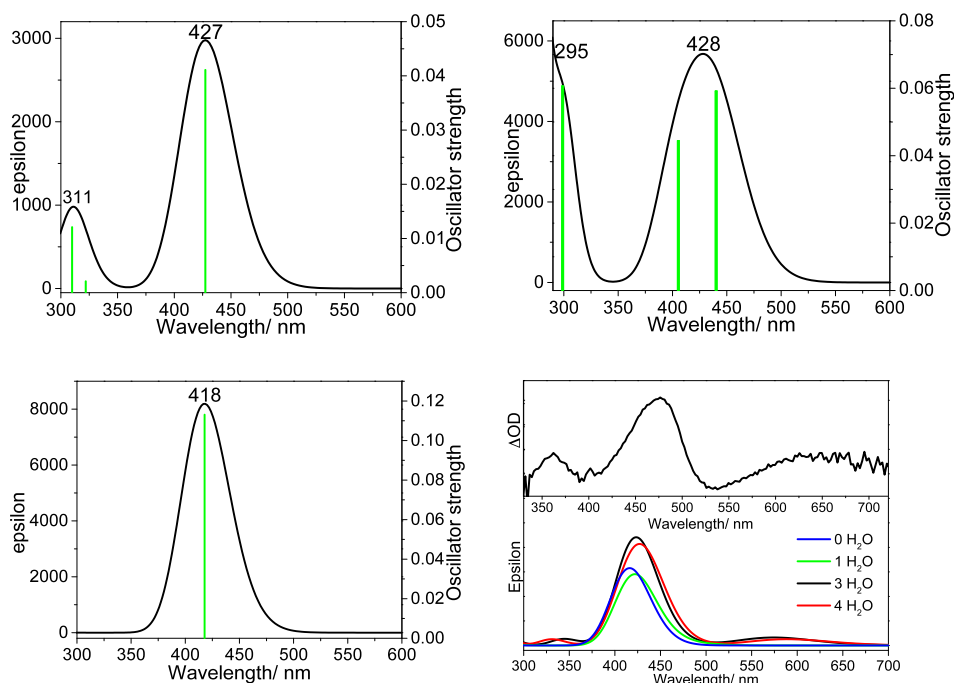 3000
2000
1000
0
epsilon
427
311
0.05
0.04
0.03
0.02
0.01
0.00
Oscillator strength
300 350 400 450 500 550 600
Wavelength/ nm
6000
4000
2000
0
epsilon
295
428
0.08
0.06
0.04
0.02
0.00
Oscillator strength
300 350 400 450 500 550 600
Wavelength/ nm
8000
6000
4000
2000
0
epsilon
418
0.12
0.10
0.08
0.06
0.04
0.02
0.00
Oscillator strength
300 350 400 450 500 550 600
Wavelength/ nm
ΔOD
350 400 450 500 550 600 650 700
Wavelength/ nm
Epsilon
0 H₂O
1 H₂O
3 H₂O
4 H₂O
300 350 400 450 500 550 600 650 700
Wavelength/ nm